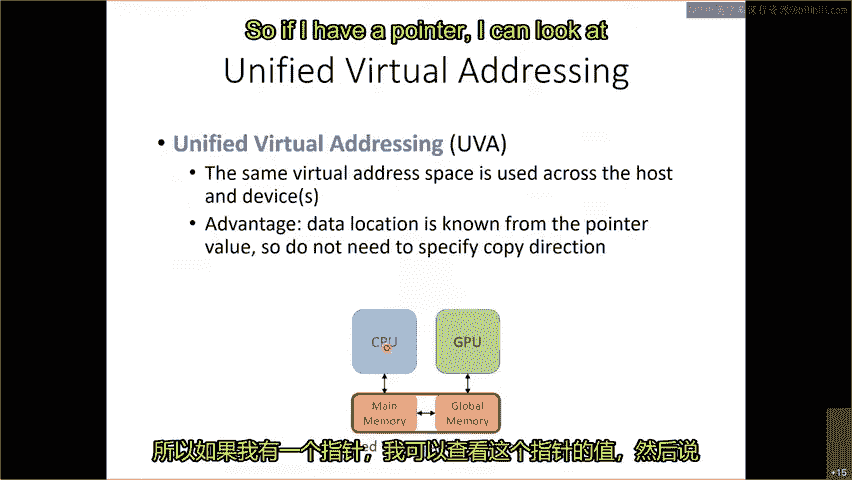 So if I have a pointer, I can look at
Unified Virtual Addressing
• Unified Virtual Addressing (UVA)
• The same virtual address space is used across the host
and device(s)
• Advantage: data location is known from the pointer
value, so do not need to specify copy direction
CPU
GPU
Main
Memory
Global
Memory
所以如果我有一个指针，我可以查看这个指针的值，然后说
+15